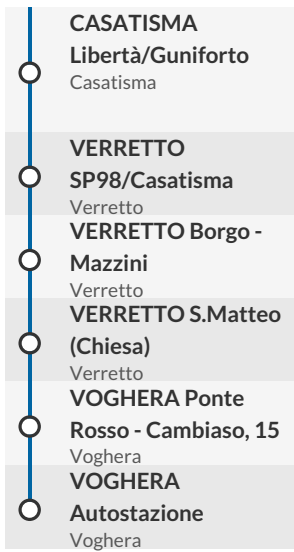 CASATISMA
Libertà/Guniforto
Casatisma
VERRETTO
SP98/Casatisma
Verretto
VERRETTO Borgo -
Mazzini
Verretto
VERRETTO S.Matteo
(Chiesa)
Verretto
VOGHERA Ponte
Rosso - Cambiaso, 15
Voghera
VOGHERA
Autostazione
Voghera